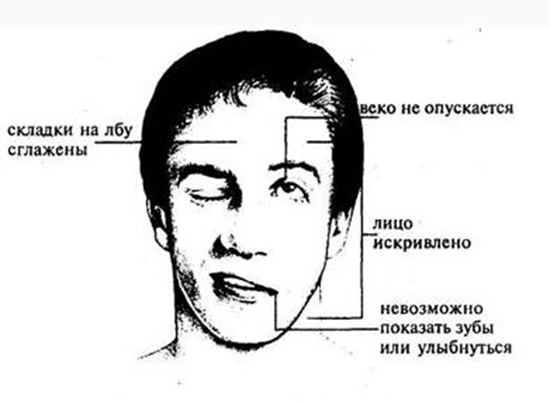 складки на лбу
сглажены
веко не опускается
лицо
искривлено
невозможно
показать зубы
или улыбнуться